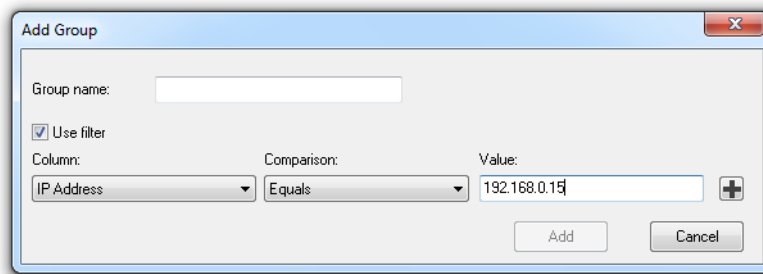 Add Group
Group name:
Use filter
Column: Comparison: Value:
IP Address Equals 192.168.0.15
Add Cancel